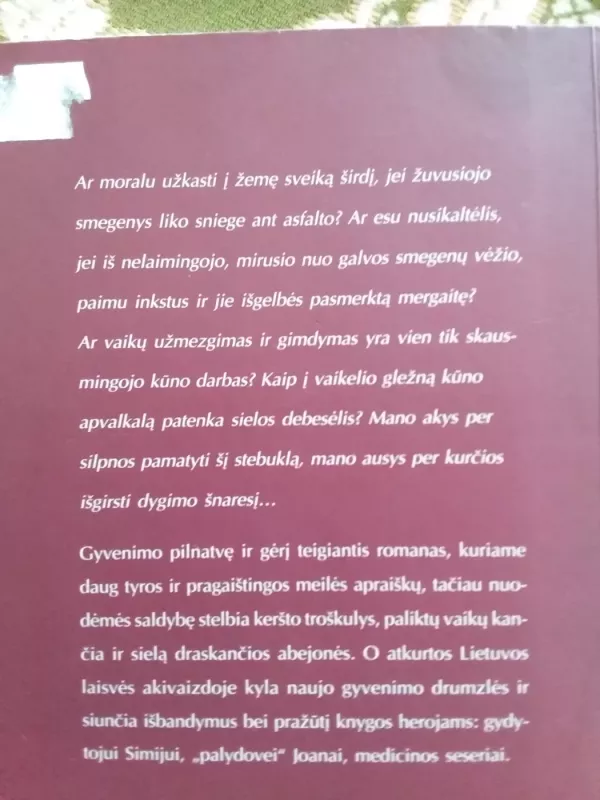 Ar moralu užkasti į žemę sveiką širdį, jei žuvusiojo
smegenys liko sniege ant asfalto? Ar esu nusikaltėlis,
jei iš nelaimingojo, mirusio nuo galvos smegenų vėžio,
paimu inkstus ir jie išgelbės pasmerktą mergaitę?
Ar vaikų užmezgimas ir gimdymas yra vien tik skaus-
mingojo kūno darbas? Kaip į vaikelio gležną kūno
apvalkalą patenka sielos debesėlis? Mano akys per
silpnos pamatyti šį stebuklą, mano ausys per kurčios
išgirsti dygimo šnaresį...
Gyvenimo pilnatvę ir gėrį teigiantis romanas, kuriame
daug tyros ir pragaištingos meilės apraiškų, tačiau nuo-
dėmės saldybę stelbia keršto troškulys, paliktų vaikų kan-
čia ir sielą draskančios abejonės. O atkurtos Lietuvos
laisvės akivaizdoje kyla naujo gyvenimo drumzlės ir
siunčia išbandymus bei pražūtį knygos herojams: gydy-
tojui Simijui, „palydovei“ Joanai, medicinos seseriai.